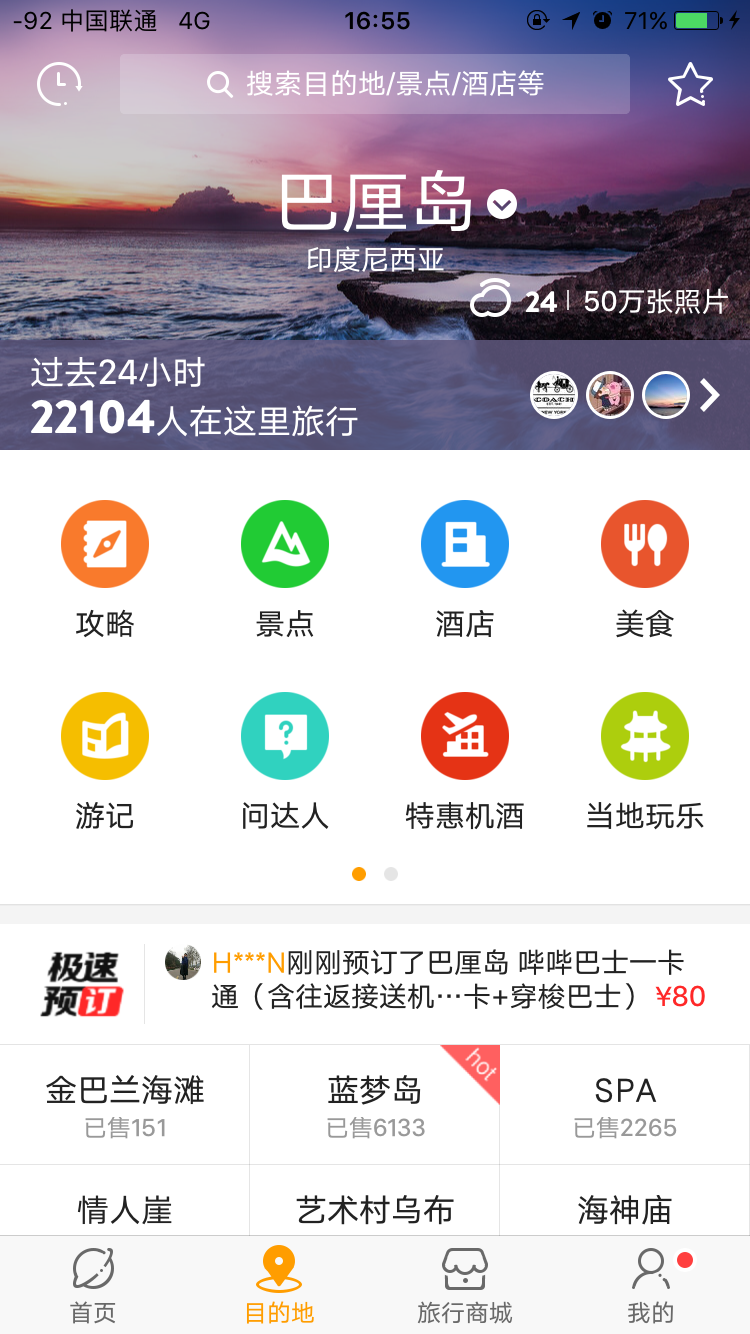 -92 中国联通 4G 16:55 71%
搜索目的地/景点/酒店等
巴厘岛
印度尼西亚
24 | 50万张照片
过去24小时
22104人在这里旅行
COACH
EST. 1941
NEW YORK
攻略 景点 酒店 美食
游记 问达人 特惠机酒 当地玩乐
极速
预订
H***N刚刚预订了巴厘岛 哔哔巴士一卡
通（含往返接送机…卡+穿梭巴士）¥80
hot
金巴兰海滩 蓝梦岛 SPA
已售151 已售6133 已售2265
情人崖 艺术村乌布 海神庙
首页 目的地 旅行商城 我的